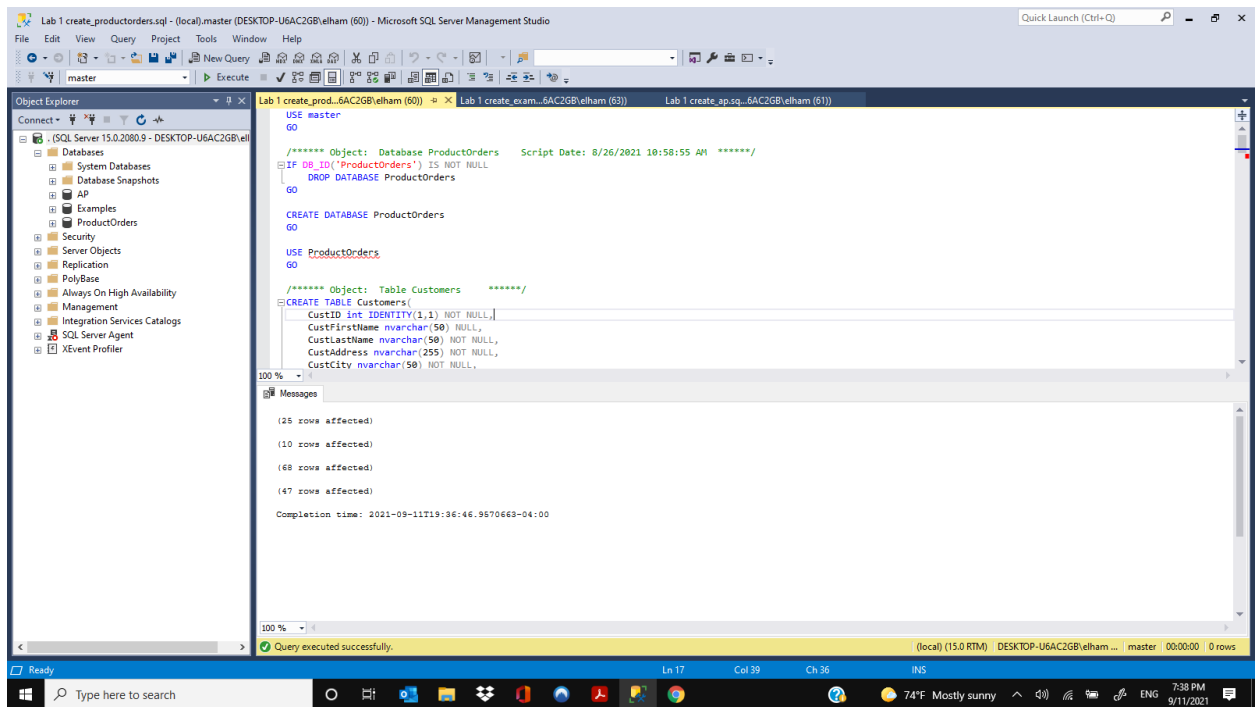 Lab 1 create_productorders.sql - (local).master (DESKTOP-U6AC2GB\elham (60)) - Microsoft SQL Server Management Studio
Quick Launch (Ctrl+Q)
File Edit View Query Project Tools Window Help
New Query
master
Execute
Object Explorer
Connect
. (SQL Server 15.0.2080.9 - DESKTOP-U6AC2GB\ell
Databases
System Databases
Database Snapshots
AP
Examples
ProductOrders
Security
Server Objects
Replication
PolyBase
Always On High Availability
Management
Integration Services Catalogs
SQL Server Agent
XEvent Profiler
Lab 1 create_prod...6AC2GB\elham (60)) Lab 1 create_exam...6AC2GB\elham (63)) Lab 1 create_ap.sq...6AC2GB\elham (61))
USE master
GO
/****** Object: Database ProductOrders Script Date: 8/26/2021 10:58:55 AM ******/
IF DB_ID('ProductOrders') IS NOT NULL
DROP DATABASE ProductOrders
GO
CREATE DATABASE ProductOrders
GO
USE ProductOrders
GO
/****** Object: Table Customers ******/
CREATE TABLE Customers(
CustID int IDENTITY(1,1) NOT NULL,
CustFirstName nvarchar(50) NULL,
CustLastName nvarchar(50) NOT NULL,
CustAddress nvarchar(255) NOT NULL,
CustCity nvarchar(50) NOT NULL,
100 %
Messages
(25 rows affected)
(10 rows affected)
(68 rows affected)
(47 rows affected)
Completion time: 2021-09-11T19:36:46.9570663-04:00
100 %
Query executed successfully. (local) (15.0 RTM) DESKTOP-U6AC2GB\elham ... master 00:00:00 0 rows
Ready Ln 17 Col 39 Ch 36 INS
Type here to search 74°F Mostly sunny ENG 7:38 PM
9/11/2021